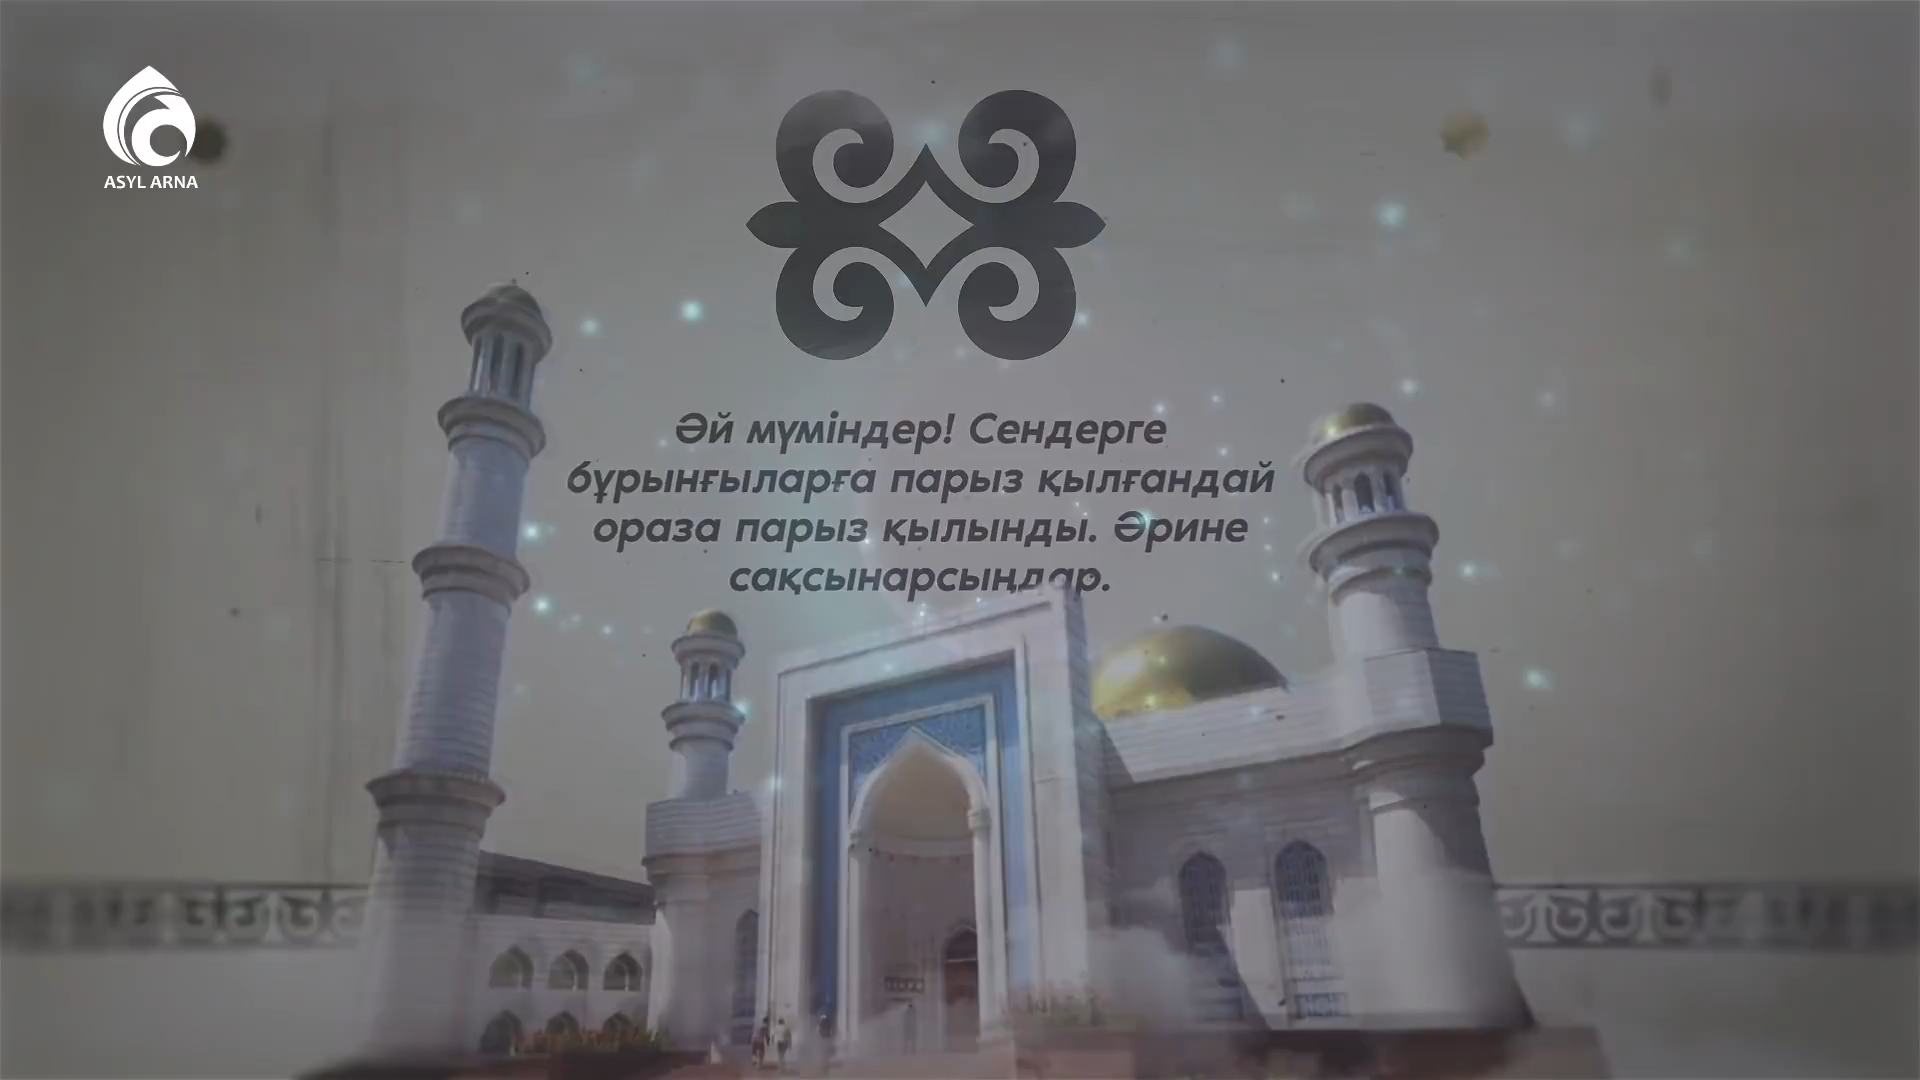 ASYL ARNA
Әй мүміндер! Сендерге
бұрынғыларға парыз қылғандай
ораза парыз қылынды. Әрине
сақсынарсыңдар.